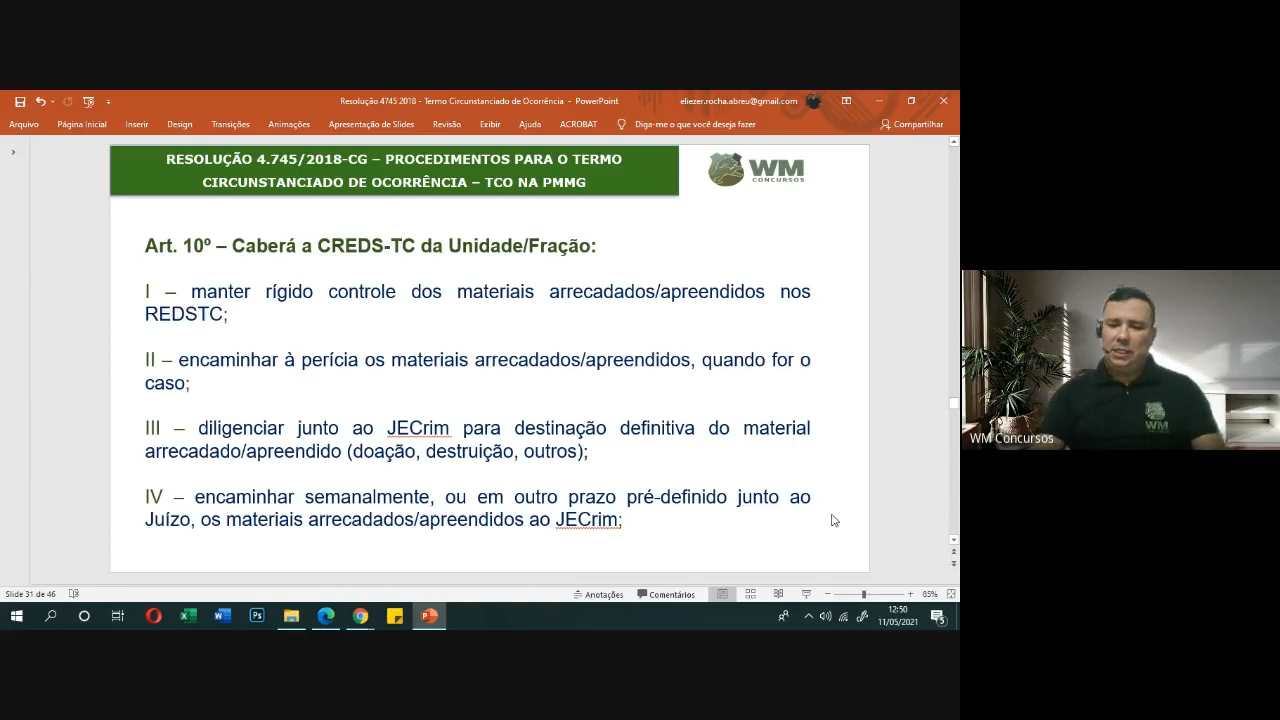 Resolução 4745 2018 - Termo Circunstanciado de Ocorrência - PowerPoint
eliezer.rocha.abreu@gmail.com
Arquivo Página Inicial Inserir Design Transições Animações Apresentação de Slides Revisão Exibir Ajuda ACROBAT Diga-me o que você deseja fazer Compartilhar
RESOLUÇÃO 4.745/2018-CG – PROCEDIMENTOS PARA O TERMO
CIRCUNSTANCIADO DE OCORRÊNCIA – TCO NA PMMG
WM
CONCURSOS
Art. 10º – Caberá a CREDS-TC da Unidade/Fração:
I – manter rígido controle dos materiais arrecadados/apreendidos nos
REDSTC;
II – encaminhar à perícia os materiais arrecadados/apreendidos, quando for o
caso;
III – diligenciar junto ao JECrim para destinação definitiva do material
arrecadado/apreendido (doação, destruição, outros);
IV – encaminhar semanalmente, ou em outro prazo pré-definido junto ao
Juízo, os materiais arrecadados/apreendidos ao JECrim;
WM
WM Concursos
Slide 31 de 46
Anotações Comentários 85%
Ps
12:50
11/05/2021
5